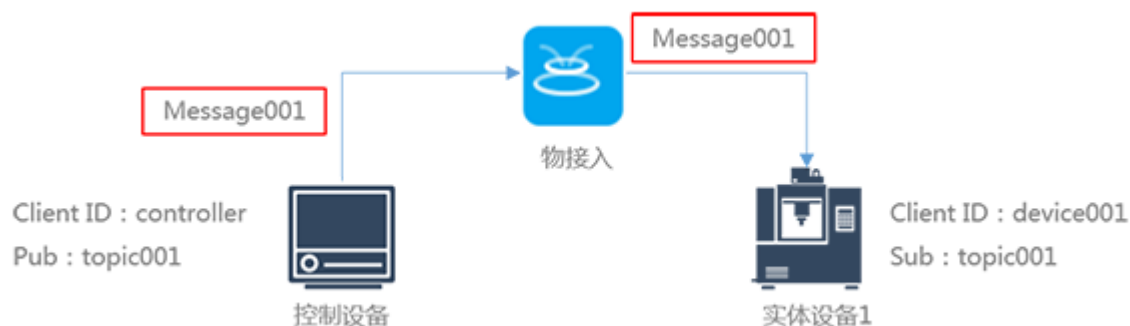 Message001
Message001
物接入
Client ID：controller
Pub：topic001
控制设备
Client ID：device001
Sub：topic001
实体设备1